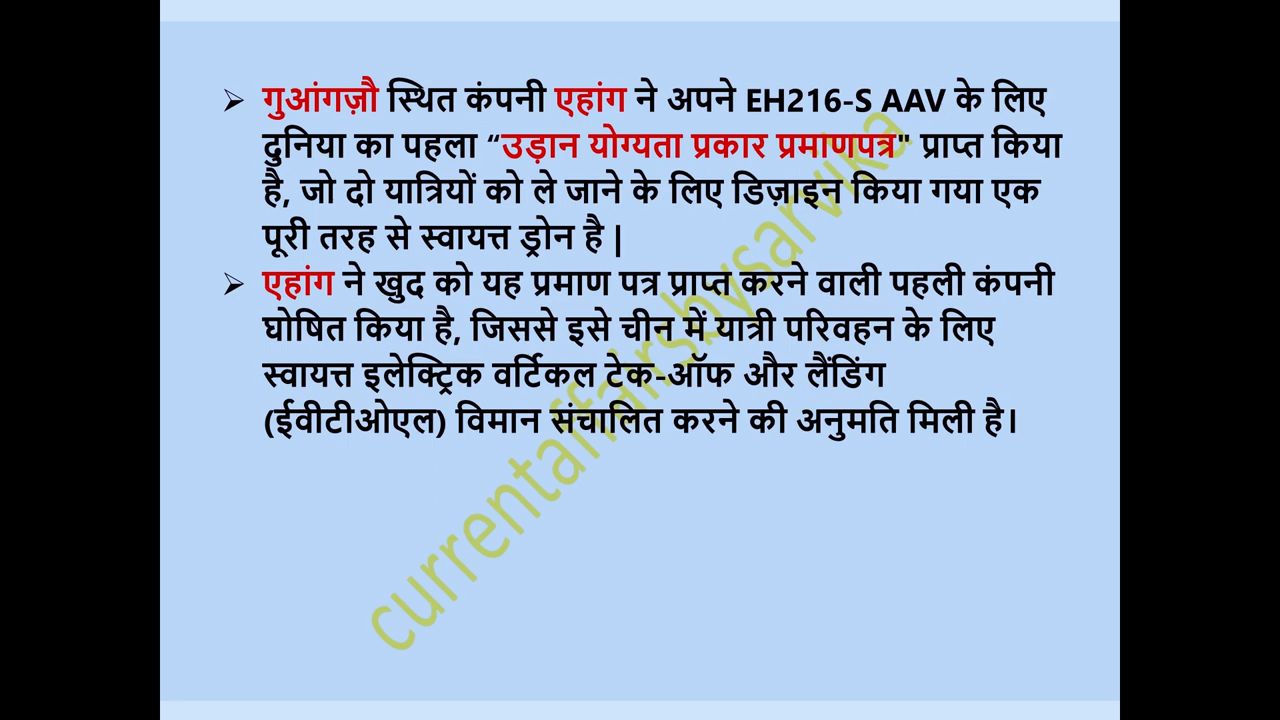 ➢ गुआंगज़ौ स्थित कंपनी एहांग ने अपने EH216-S AAV के लिए
दुनिया का पहला “उड़ान योग्यता प्रकार प्रमाणपत्र" प्राप्त किया
है, जो दो यात्रियों को ले जाने के लिए डिज़ाइन किया गया एक
पूरी तरह से स्वायत्त ड्रोन है |
➢ एहांग ने खुद को यह प्रमाण पत्र प्राप्त करने वाली पहली कंपनी
घोषित किया है, जिससे इसे चीन में यात्री परिवहन के लिए
स्वायत्त इलेक्ट्रिक वर्टिकल टेक-ऑफ और लैंडिंग
(ईवीटीओएल) विमान संचालित करने की अनुमति मिली है।
currentaffairsbysarvika